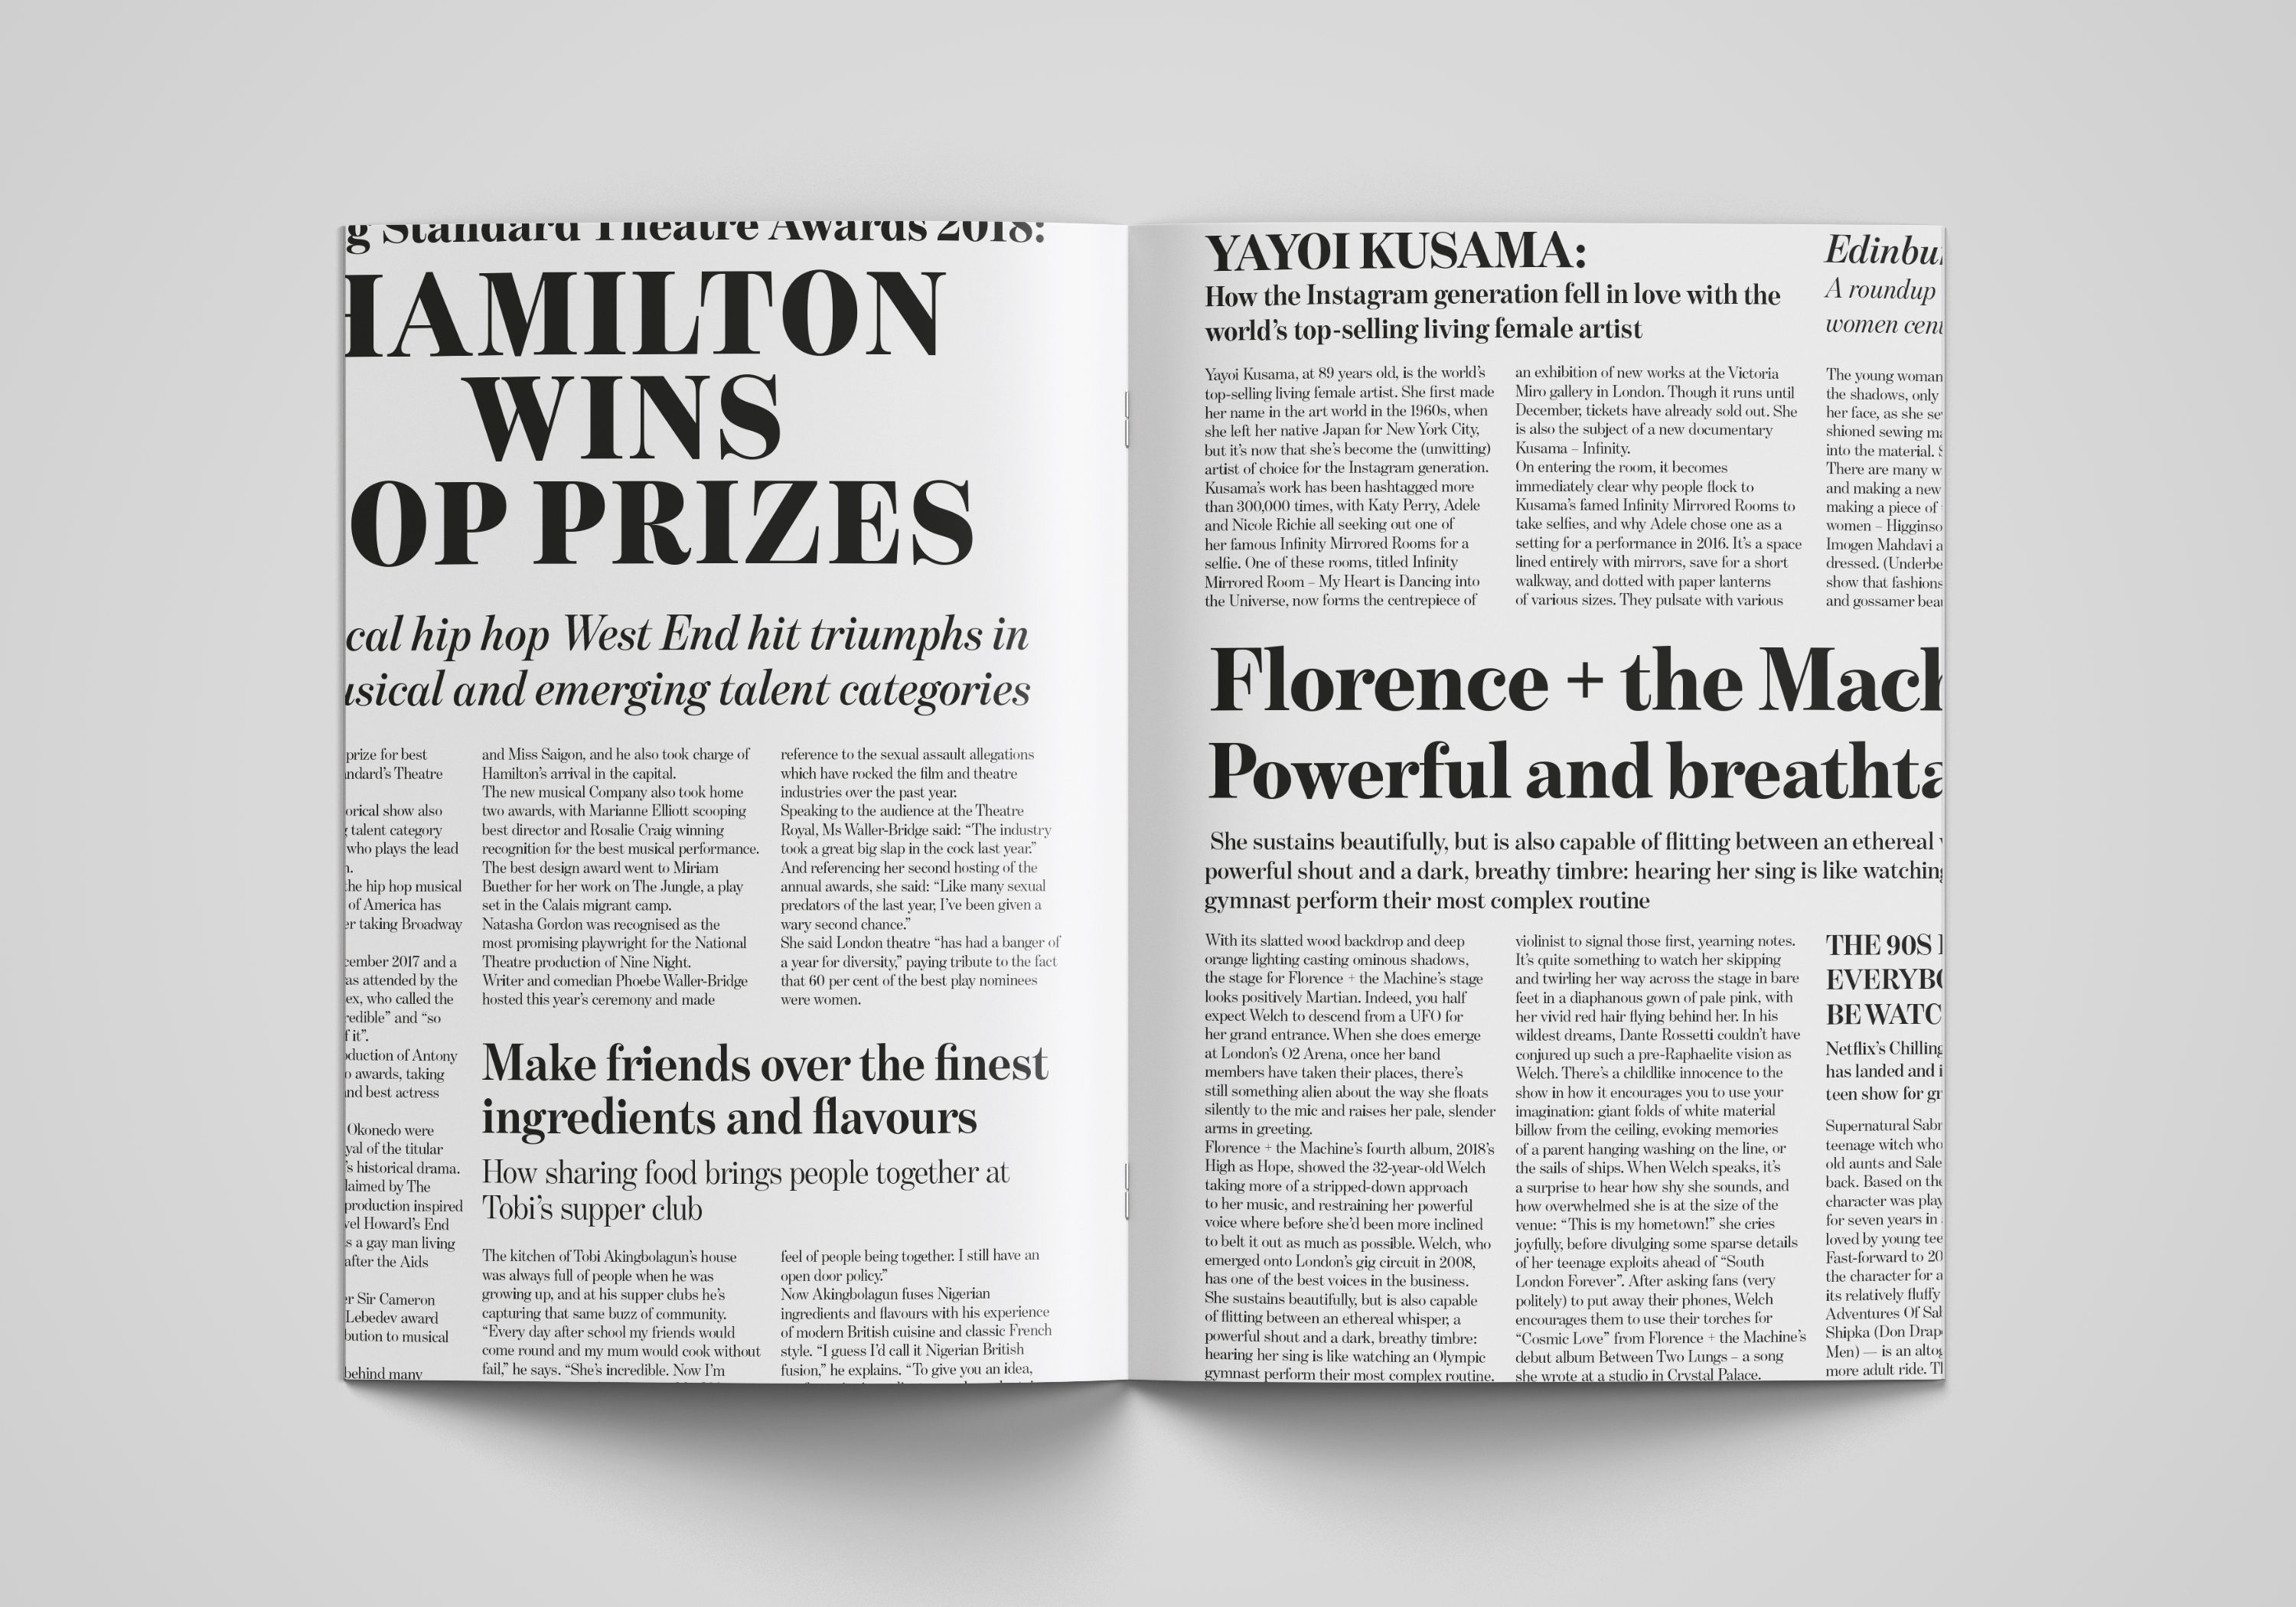 Standard Theatre Awards 2018:
HAMILTON
WINS
OP PRIZES
cal hip hop West End hit triumphs in
usical and emerging talent categories
prize for best
ndard's Theatre
orical show also
talent category
who plays the lead
n.
the hip hop musical
of America has
er taking Broadway
cember 2017 and a
as attended by the
ex, who called the
redible” and “so
f it”.
oduction of Antony
o awards, taking
and best actress
Okonedo were
yal of the titular
's historical drama.
laimed by The
production inspired
vel Howard's End
s a gay man living
after the Aids
er Sir Cameron
Lebedev award
bution to musical
behind many
and Miss Saigon, and he also took charge of
Hamilton's arrival in the capital.
The new musical Company also took home
two awards, with Marianne Elliott scooping
best director and Rosalie Craig winning
recognition for the best musical performance.
The best design award went to Miriam
Buether for her work on The Jungle, a play
set in the Calais migrant camp.
Natasha Gordon was recognised as the
most promising playwright for the National
Theatre production of Nine Night.
Writer and comedian Phoebe Waller-Bridge
hosted this year's ceremony and made
reference to the sexual assault allegations
which have rocked the film and theatre
industries over the past year.
Speaking to the audience at the Theatre
Royal, Ms Waller-Bridge said: “The industry
took a great big slap in the cock last year.”
And referencing her second hosting of the
annual awards, she said: “Like many sexual
predators of the last year, I've been given a
wary second chance.”
She said London theatre “has had a banger of
a year for diversity,” paying tribute to the fact
that 60 per cent of the best play nominees
were women.
Make friends over the finest
ingredients and flavours
How sharing food brings people together at
Tobi's supper club
The kitchen of Tobi Akingbolagun's house
was always full of people when he was
growing up, and at his supper clubs he's
capturing that same buzz of community.
“Every day after school my friends would
come round and my mum would cook without
fail,” he says. “She's incredible. Now I'm
feel of people being together. I still have an
open door policy.”
Now Akingbolagun fuses Nigerian
ingredients and flavours with his experience
of modern British cuisine and classic French
style. “I guess I'd call it Nigerian British
fusion,” he explains. “To give you an idea,
YAYOI KUSAMA:
How the Instagram generation fell in love with the
world's top-selling living female artist
Yayoi Kusama, at 89 years old, is the world's
top-selling living female artist. She first made
her name in the art world in the 1960s, when
she left her native Japan for New York City,
but it's now that she's become the (unwitting)
artist of choice for the Instagram generation.
Kusama's work has been hashtagged more
than 300,000 times, with Katy Perry, Adele
and Nicole Richie all seeking out one of
her famous Infinity Mirrored Rooms for a
selfie. One of these rooms, titled Infinity
Mirrored Room – My Heart is Dancing into
the Universe, now forms the centrepiece of
an exhibition of new works at the Victoria
Miro gallery in London. Though it runs until
December, tickets have already sold out. She
is also the subject of a new documentary
Kusama – Infinity.
On entering the room, it becomes
immediately clear why people flock to
Kusama's famed Infinity Mirrored Rooms to
take selfies, and why Adele chose one as a
setting for a performance in 2016. It's a space
lined entirely with mirrors, save for a short
walkway, and dotted with paper lanterns
of various sizes. They pulsate with various
Edinbu
A roundup
women cent
The young woman
the shadows, only
her face, as she se
shioned sewing ma
into the material. S
There are many w
and making a new
making a piece of
women – Higginso
Imogen Mahdavi a
dressed. (Underbe
show that fashions
and gossamer beau
Florence + the Mach
Powerful and breathta
She sustains beautifully, but is also capable of flitting between an ethereal
powerful shout and a dark, breathy timbre: hearing her sing is like watching
gymnast perform their most complex routine
With its slatted wood backdrop and deep
orange lighting casting ominous shadows,
the stage for Florence + the Machine's stage
looks positively Martian. Indeed, you half
expect Welch to descend from a UFO for
her grand entrance. When she does emerge
at London's O2 Arena, once her band
members have taken their places, there's
still something alien about the way she floats
silently to the mic and raises her pale, slender
arms in greeting.
Florence + the Machine's fourth album, 2018's
High as Hope, showed the 32-year-old Welch
taking more of a stripped-down approach
to her music, and restraining her powerful
voice where before she'd been more inclined
to belt it out as much as possible. Welch, who
emerged onto London's gig circuit in 2008,
has one of the best voices in the business.
She sustains beautifully, but is also capable
of flitting between an ethereal whisper, a
powerful shout and a dark, breathy timbre:
hearing her sing is like watching an Olympic
gymnast perform their most complex routine.
violinist to signal those first, yearning notes.
It's quite something to watch her skipping
and twirling her way across the stage in bare
feet in a diaphanous gown of pale pink, with
her vivid red hair flying behind her. In his
wildest dreams, Dante Rossetti couldn't have
conjured up such a pre-Raphaelite vision as
Welch. There's a childlike innocence to the
show in how it encourages you to use your
imagination: giant folds of white material
billow from the ceiling, evoking memories
of a parent hanging washing on the line, or
the sails of ships. When Welch speaks, it's
a surprise to hear how shy she sounds, and
how overwhelmed she is at the size of the
venue: “This is my hometown!” she cries
joyfully, before divulging some sparse details
of her teenage exploits ahead of “South
London Forever”. After asking fans (very
politely) to put away their phones, Welch
encourages them to use their torches for
“Cosmic Love” from Florence + the Machine's
debut album Between Two Lungs – a song
she wrote at a studio in Crystal Palace.
THE 90S
EVERYBO
BE WATC
Netflix's Chilling
has landed and i
teen show for gr
Supernatural Sabr
teenage witch who
old aunts and Sale
back. Based on the
character was play
for seven years in
loved by young tee
Fast-forward to 20
the character for a
its relatively fluffy
Adventures Of Sab
Shipka (Don Drap
Men) — is an altog
more adult ride. Th